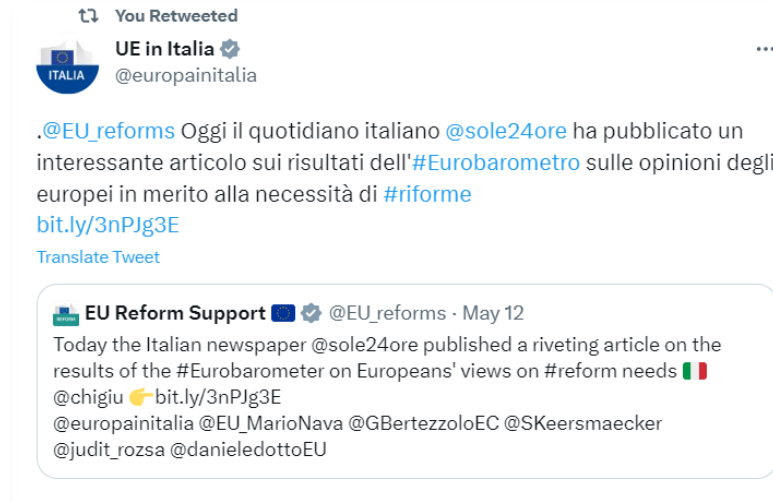 You Retweeted
UE in Italia
@europainitalia
ITALIA
.@EU_reforms Oggi il quotidiano italiano @sole24ore ha pubblicato un
interessante articolo sui risultati dell'#Eurobarometro sulle opinioni degli
europei in merito alla necessità di #riforme
bit.ly/3nPJg3E
Translate Tweet
EU Reform Support 🇪🇺 @EU_reforms · May 12
Today the Italian newspaper @sole24ore published a riveting article on the
results of the #Eurobarometer on Europeans' views on #reform needs 🇮🇹
@chigiu 👉bit.ly/3nPJg3E
@europainitalia @EU_MarioNava @GBertezzoloEC @SKeersmaecker
@judit_rozsa @danieledottoEU